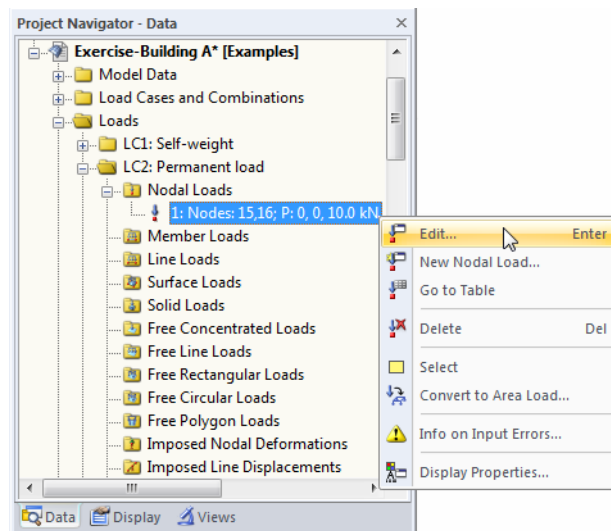 Project Navigator - Data
Exercise-Building A* [Examples]
Model Data
Load Cases and Combinations
Loads
LC1: Self-weight
LC2: Permanent load
Nodal Loads
1: Nodes: 15,16; P: 0, 0, 10.0 kN
Member Loads
Line Loads
Surface Loads
Solid Loads
Free Concentrated Loads
Free Line Loads
Free Rectangular Loads
Free Circular Loads
Free Polygon Loads
Imposed Nodal Deformations
Imposed Line Displacements
Data Display Views
Edit... Enter
New Nodal Load...
Go to Table
Delete Del
Select
Convert to Area Load...
Info on Input Errors...
Display Properties...